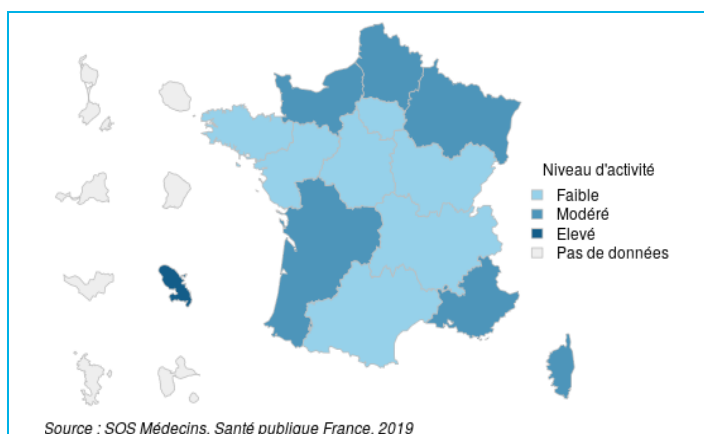 Niveau d'activité
Faible
Modéré
Elevé
Pas de données
Source : SOS Médecins, Santé publique France, 2019